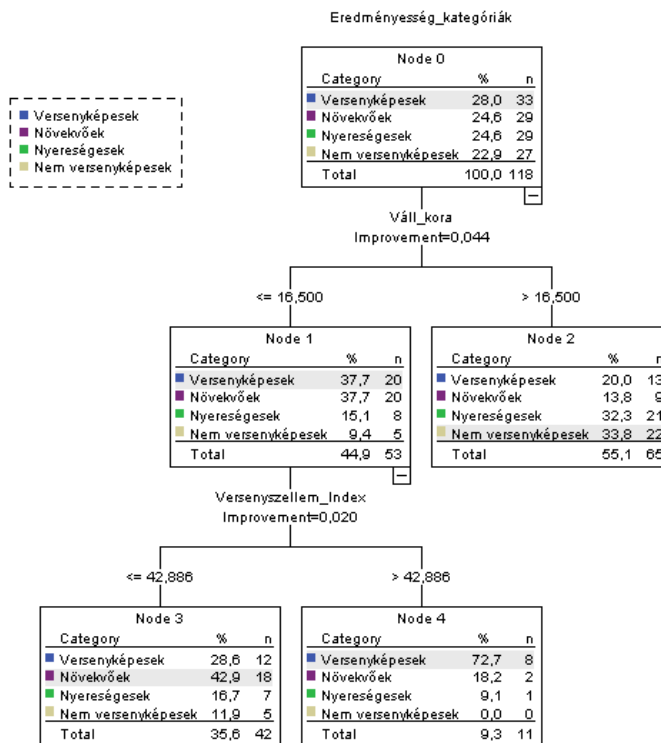 Eredményesség_kategóriák
Versenyképesek
Növekvőek
Nyereségesek
Nem versenyképesek
Node 0
Category % n
Versenyképesek 28,0 33
Növekvőek 24,6 29
Nyereségesek 24,6 29
Nem versenyképesek 22,9 27
Total 100,0 118
Váll_kora
Improvement=0,044
<= 16,500
> 16,500
Node 1
Category % n
Versenyképesek 37,7 20
Növekvőek 37,7 20
Nyereségesek 15,1 8
Nem versenyképesek 9,4 5
Total 44,9 53
Node 2
Category % n
Versenyképesek 20,0 13
Növekvőek 13,8 9
Nyereségesek 32,3 21
Nem versenyképesek 33,8 22
Total 55,1 65
Versenyszellem_Index
Improvement=0,020
<= 42,886
> 42,886
Node 3
Category % n
Versenyképesek 28,6 12
Növekvőek 42,9 18
Nyereségesek 16,7 7
Nem versenyképesek 11,9 5
Total 35,6 42
Node 4
Category % n
Versenyképesek 72,7 8
Növekvőek 18,2 2
Nyereségesek 9,1 1
Nem versenyképesek 0,0 0
Total 9,3 11